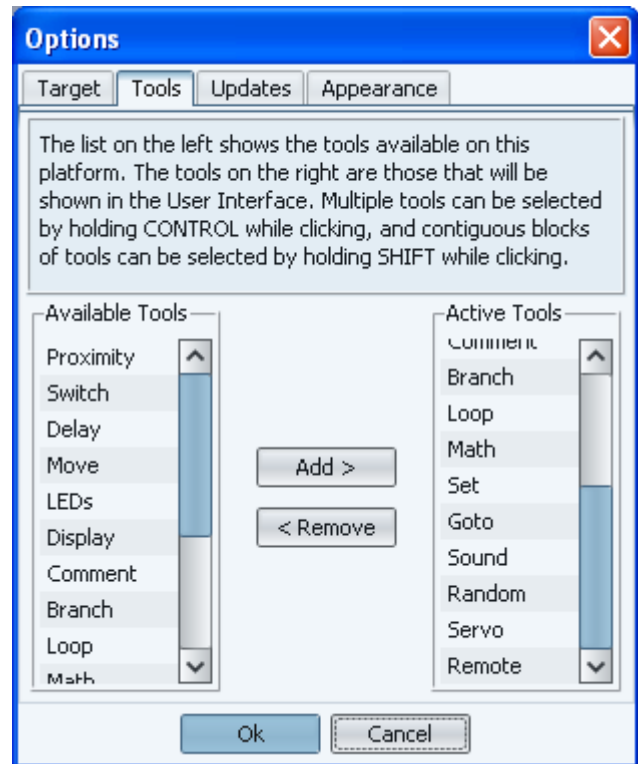 Options
Target Tools Updates Appearance
The list on the left shows the tools available on this
platform. The tools on the right are those that will be
shown in the User Interface. Multiple tools can be selected
by holding CONTROL while clicking, and contiguous blocks
of tools can be selected by holding SHIFT while clicking.
Available Tools
Proximity
Switch
Delay
Move
LEDs
Display
Comment
Branch
Loop
Math
Add >
< Remove
Active Tools
Comment
Branch
Loop
Math
Set
Goto
Sound
Random
Servo
Remote
Ok Cancel